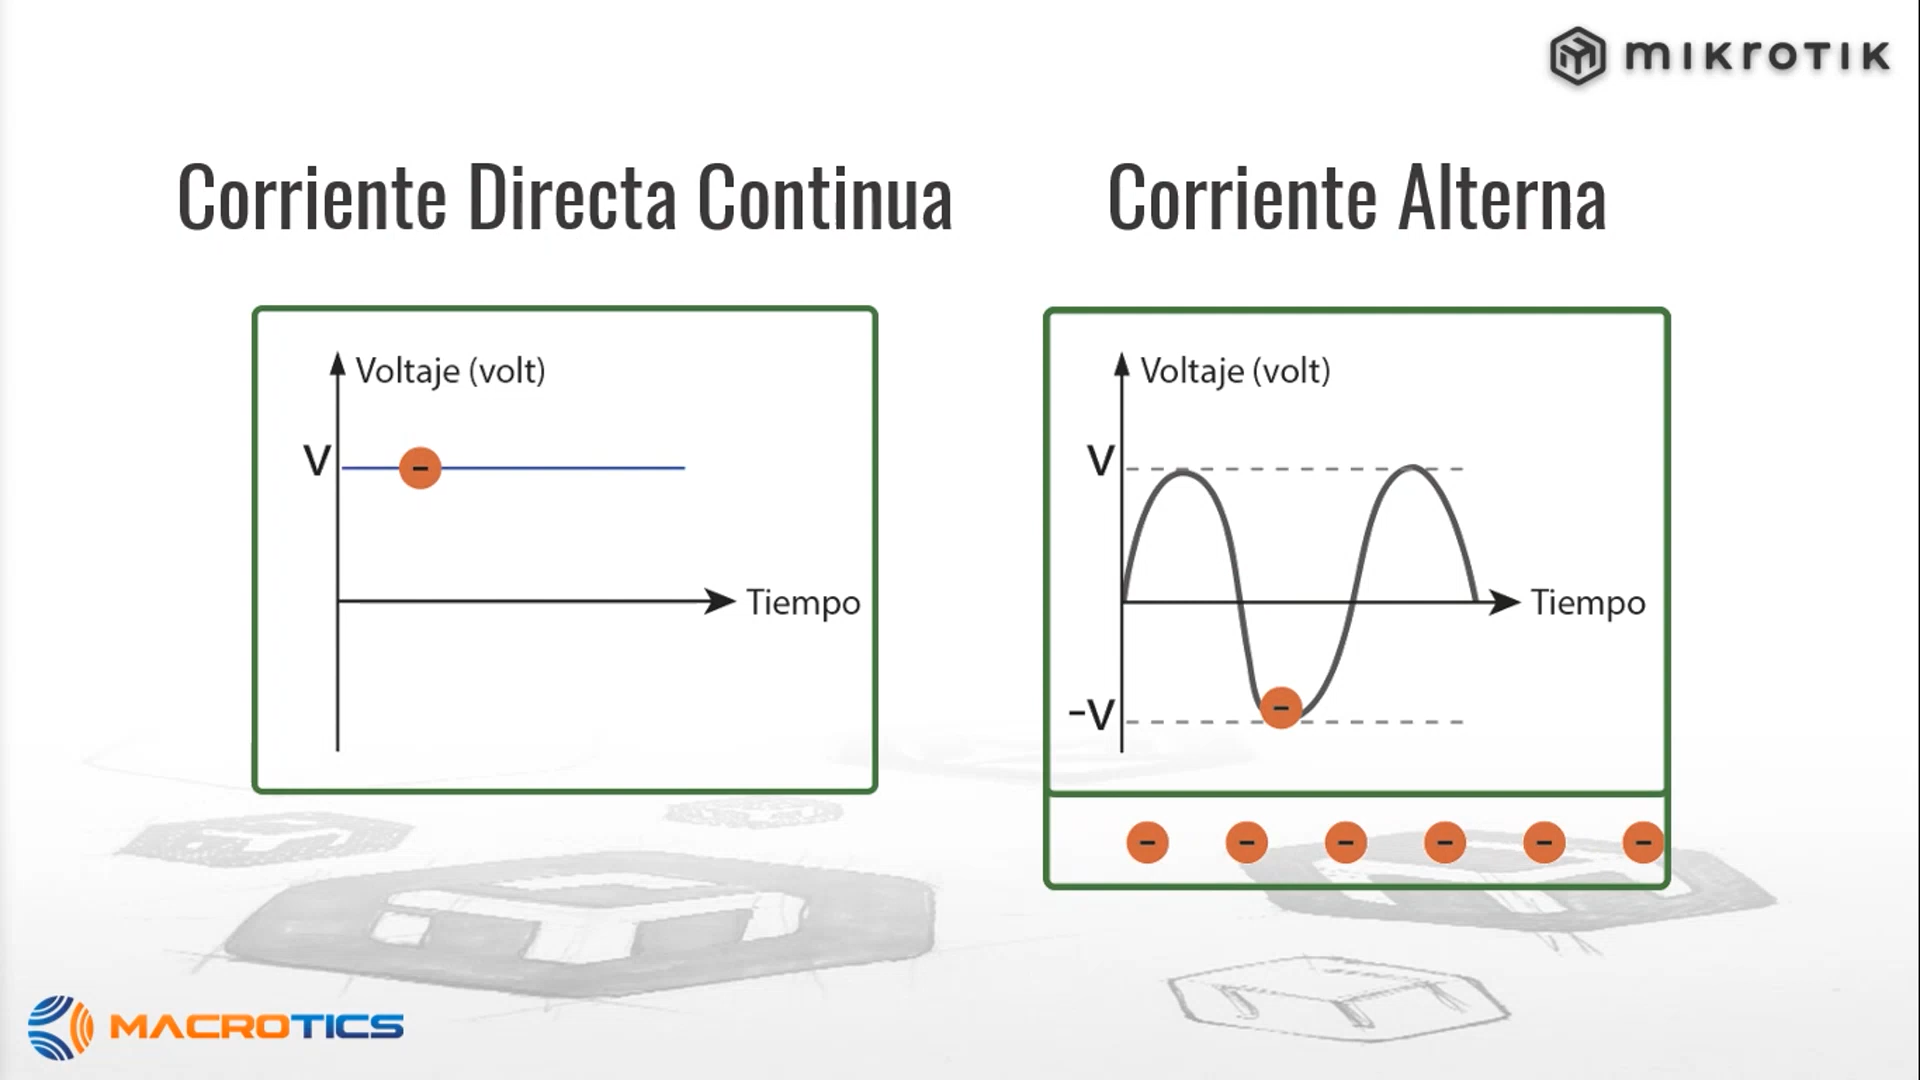 mikrotik
Corriente Directa Continua
Corriente Alterna
Voltaje (volt)
V
-
Tiempo
Voltaje (volt)
V
Tiempo
-V
-
- - - - - -
MACROTICS